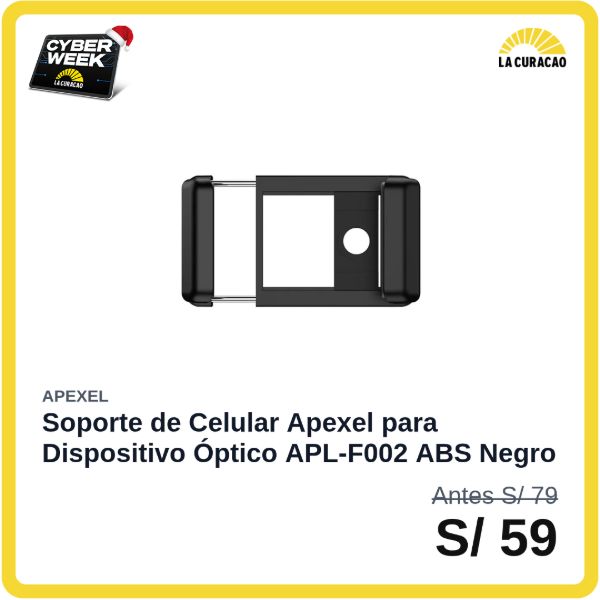 CYBER
WEEK
LA CURACAO
LA CURACAO
APEXEL
Soporte de Celular Apexel para
Dispositivo Óptico APL-F002 ABS Negro
Antes S/ 79
S/ 59